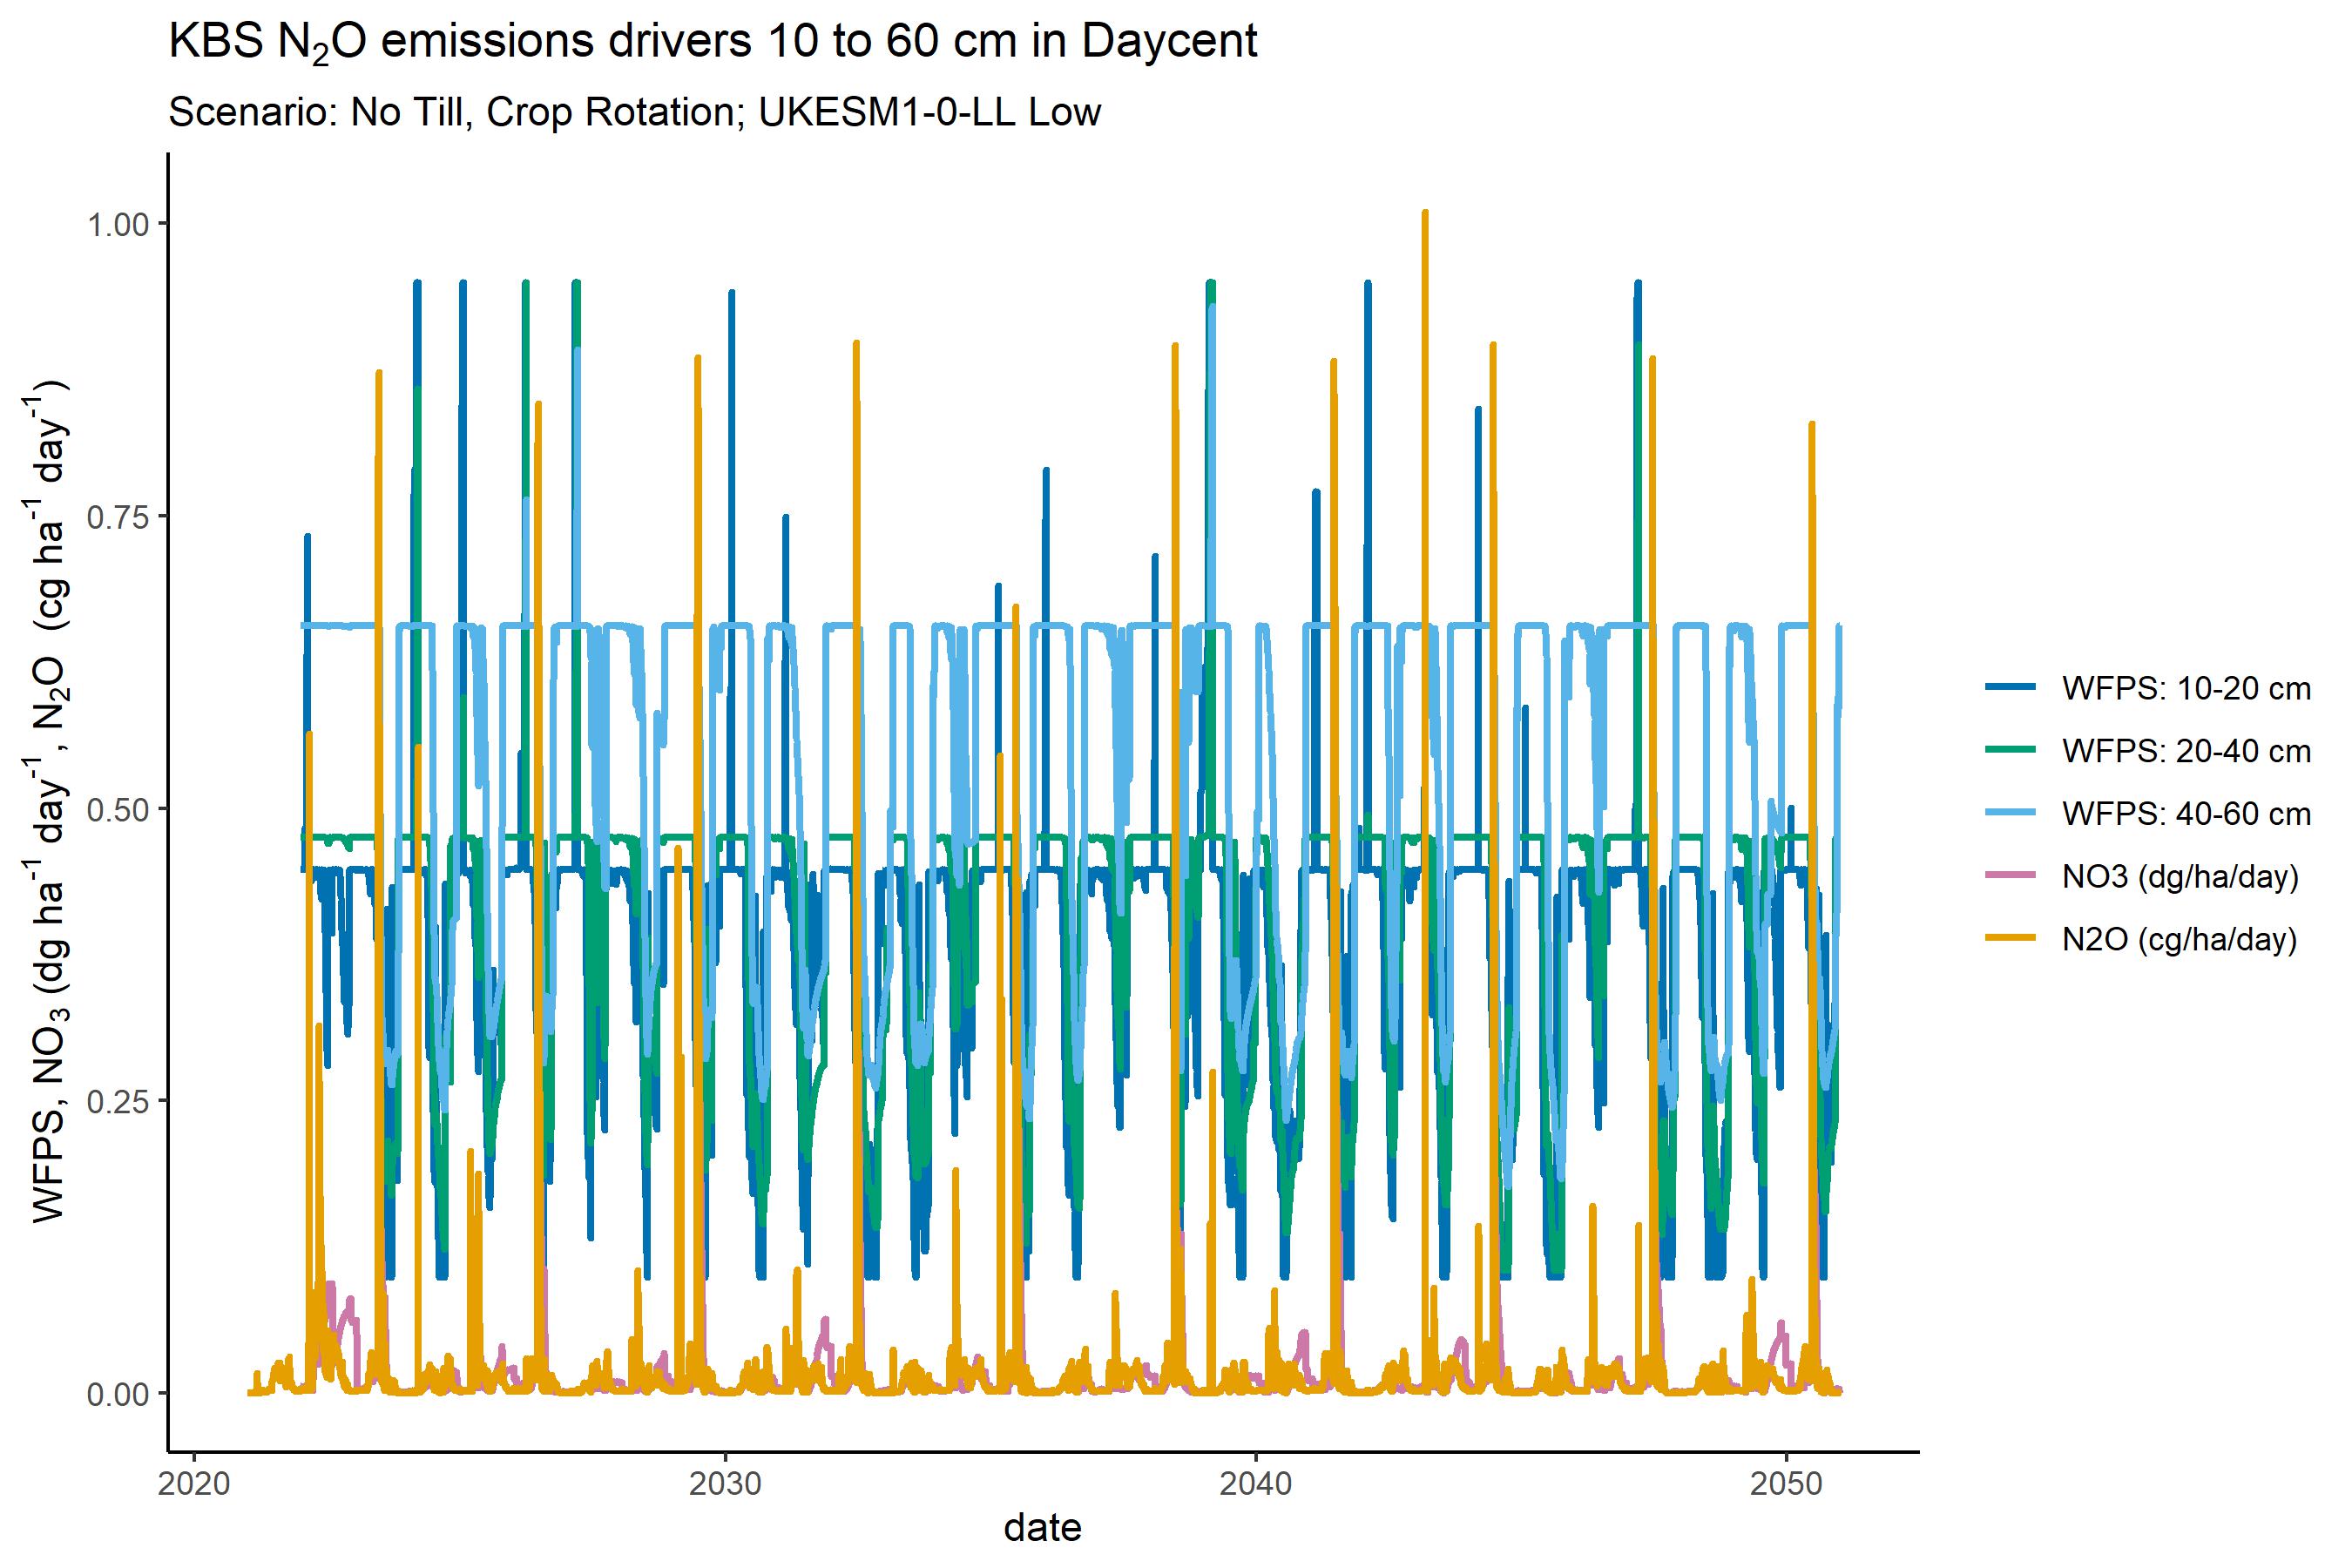 KBS N₂O emissions drivers 10 to 60 cm in Daycent
Scenario: No Till, Crop Rotation; UKESM1-0-LL Low
WFPS, NO₃ (dg ha⁻¹ day⁻¹, N₂O (cg ha⁻¹ day⁻¹)
1.00
0.75
0.50
0.25
0.00
2020
2030
2040
2050
date
WFPS: 10-20 cm
WFPS: 20-40 cm
WFPS: 40-60 cm
NO3 (dg/ha/day)
N2O (cg/ha/day)